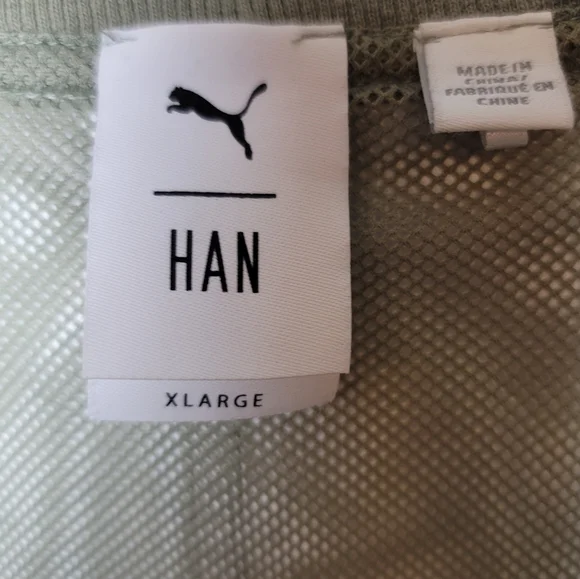 HAN
XLARGE
MADE IN
CHINA/
FABRIQUÉ EN
CHINE